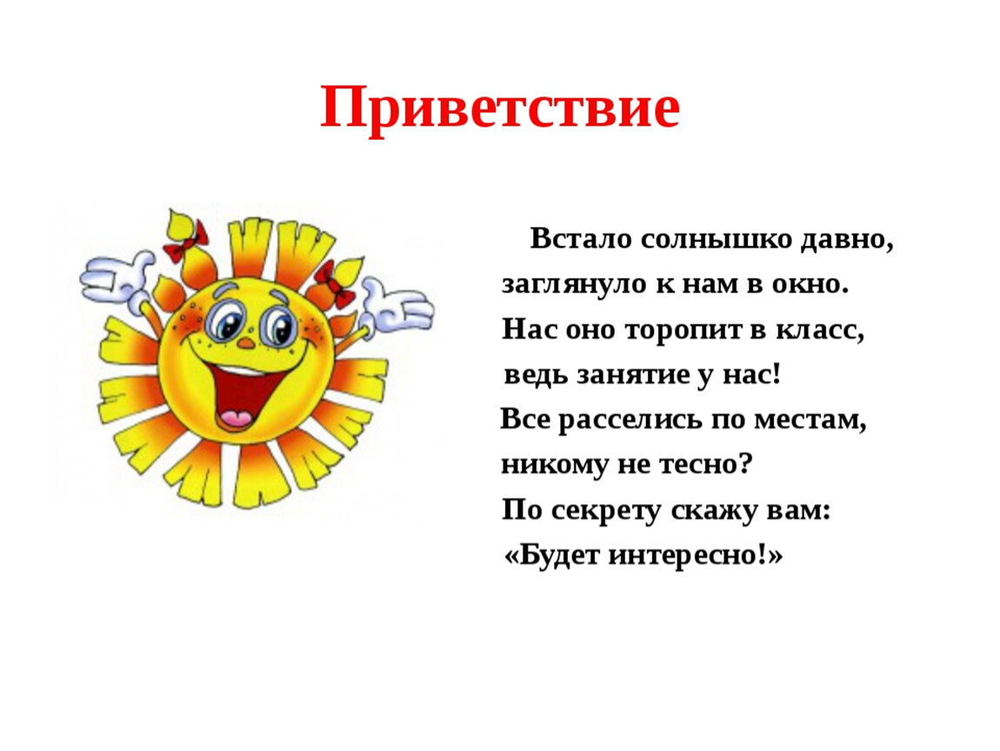 Приветствие
Встало солнышко давно,
заглянуло к нам в окно.
Нас оно торопит в класс,
ведь занятие у нас!
Все расселись по местам,
никому не тесно?
По секрету скажу вам:
«Будет интересно!»